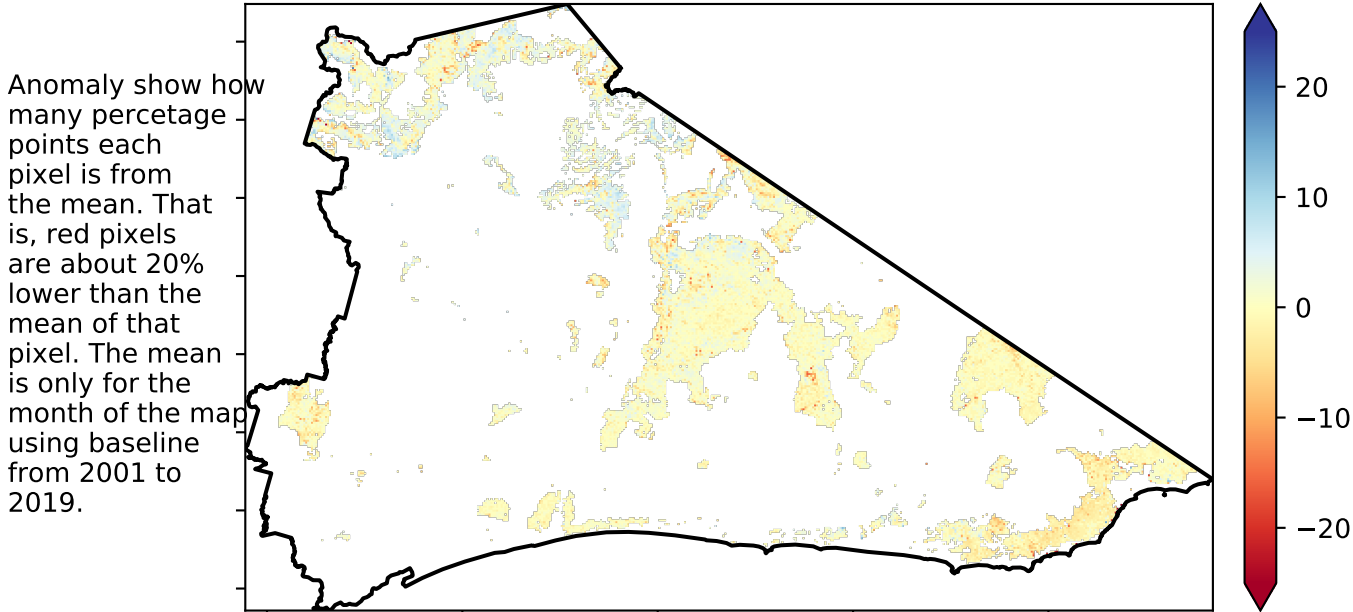 Anomaly show how
many percetage
points each
pixel is from
the mean. That
is, red pixels
are about 20%
lower than the
mean of that
pixel. The mean
is only for the
month of the map
using baseline
from 2001 to
2019.
20
10
0
−10
−20